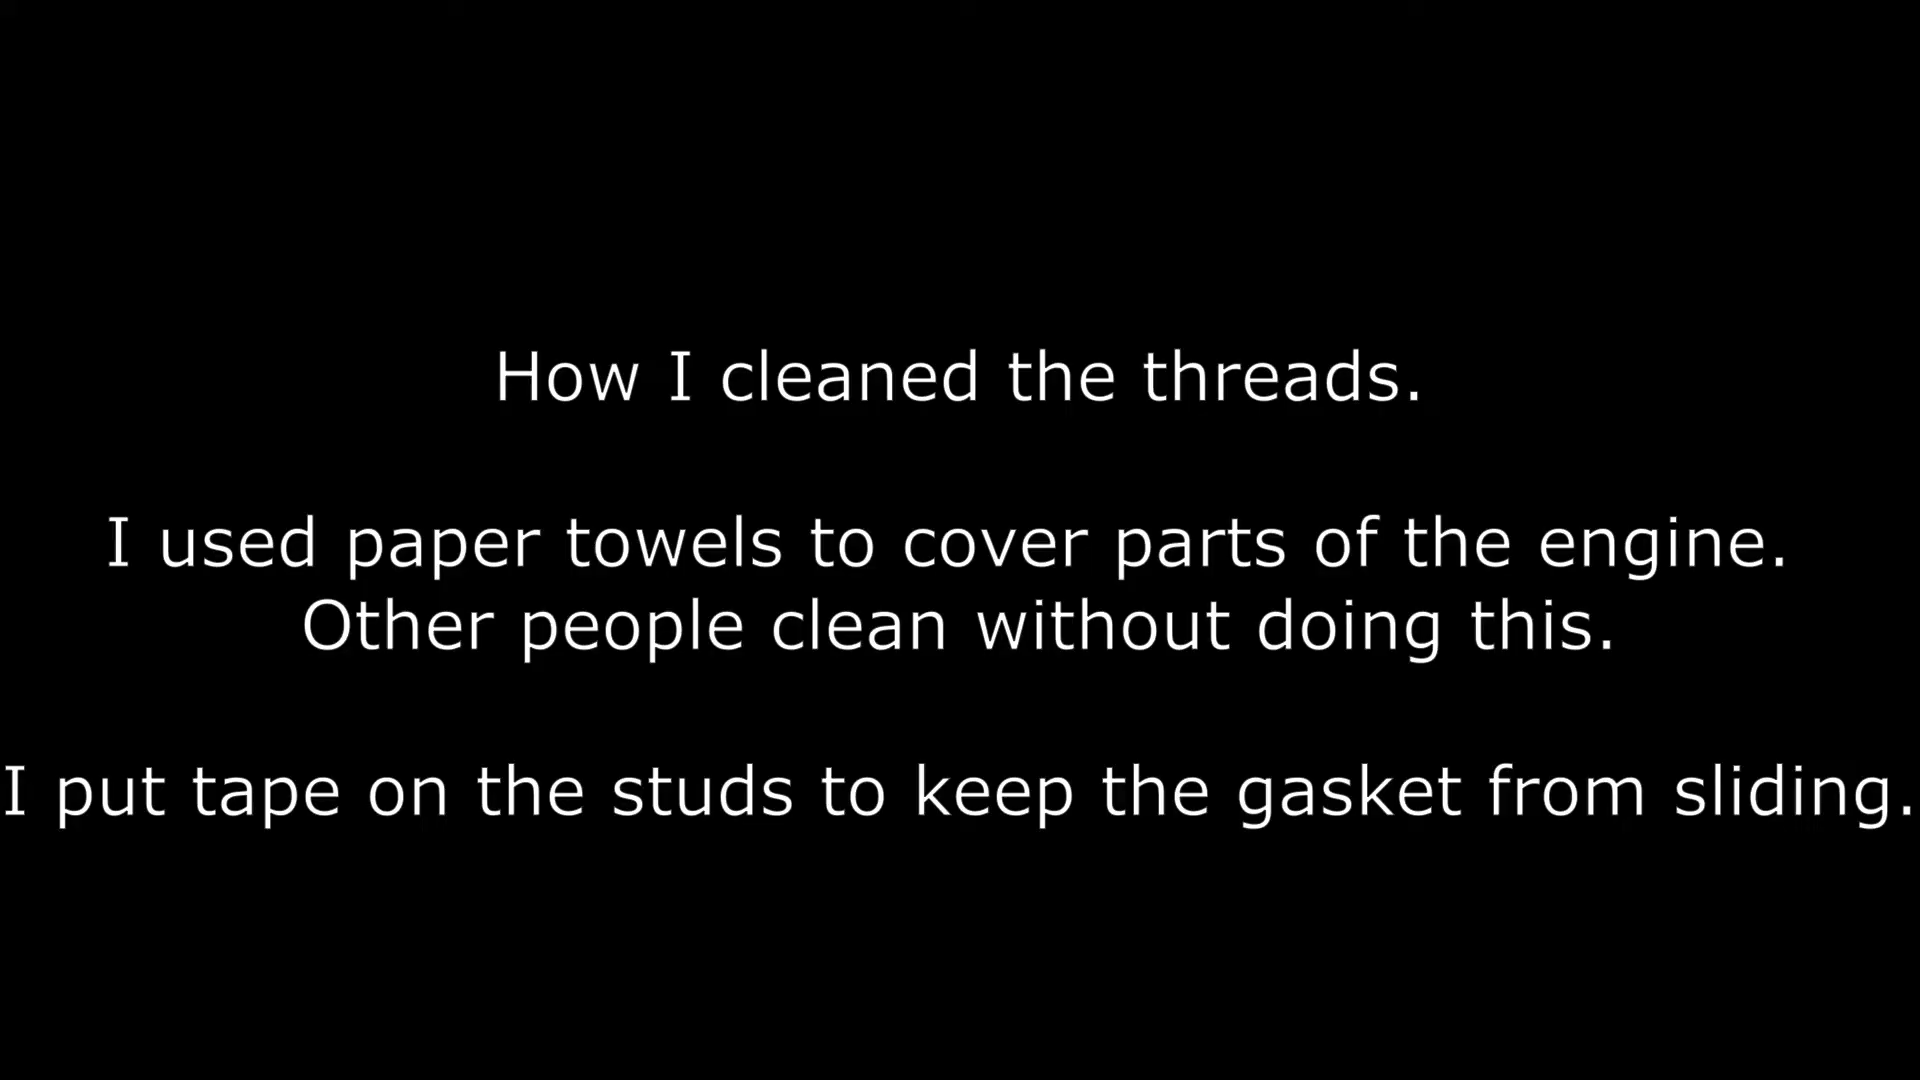 How I cleaned the threads.
I used paper towels to cover parts of the engine.
Other people clean without doing this.
I put tape on the studs to keep the gasket from sliding.